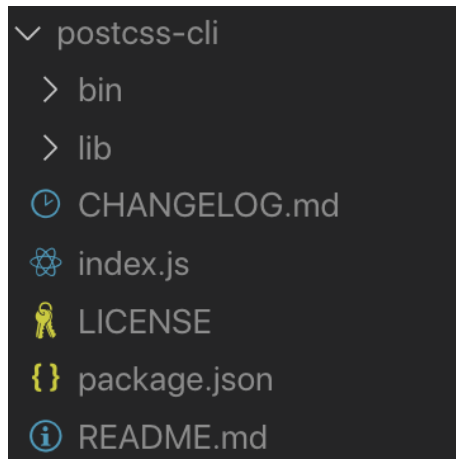 postcss-cli
bin
lib
CHANGELOG.md
index.js
LICENSE
package.json
README.md